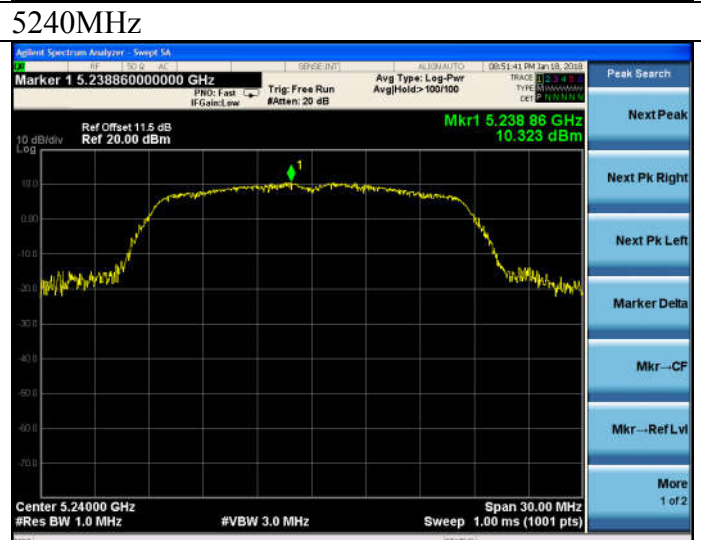 5240MHz
Agilent Spectrum Analyzer - Swept SA
RF 50 Ω AC SENSE:INT ALIGNAUTO 08:51:41 PM Jan 18, 2018
Marker 1 5.238860000000 GHz
PNO: Fast
IFGain:Low
Trig: Free Run
#Atten: 20 dB
Avg Type: Log-Pwr
Avg|Hold:>100/100
TRACE 1 2 3 4 5 6
TYPE M
DET P N N N N N
Peak Search
Ref Offset 11.5 dB
Ref 20.00 dBm
10 dB/div
Log
Mkr1 5.238 86 GHz
10.323 dBm
1
10.0
0.00
-10.0
-20.0
-30.0
-40.0
-50.0
-60.0
-70.0
Next Peak
Next Pk Right
Next Pk Left
Marker Delta
Mkr→CF
Mkr→Ref Lvl
More
1 of 2
Center 5.24000 GHz
#Res BW 1.0 MHz
#VBW 3.0 MHz
Span 30.00 MHz
Sweep 1.00 ms (1001 pts)